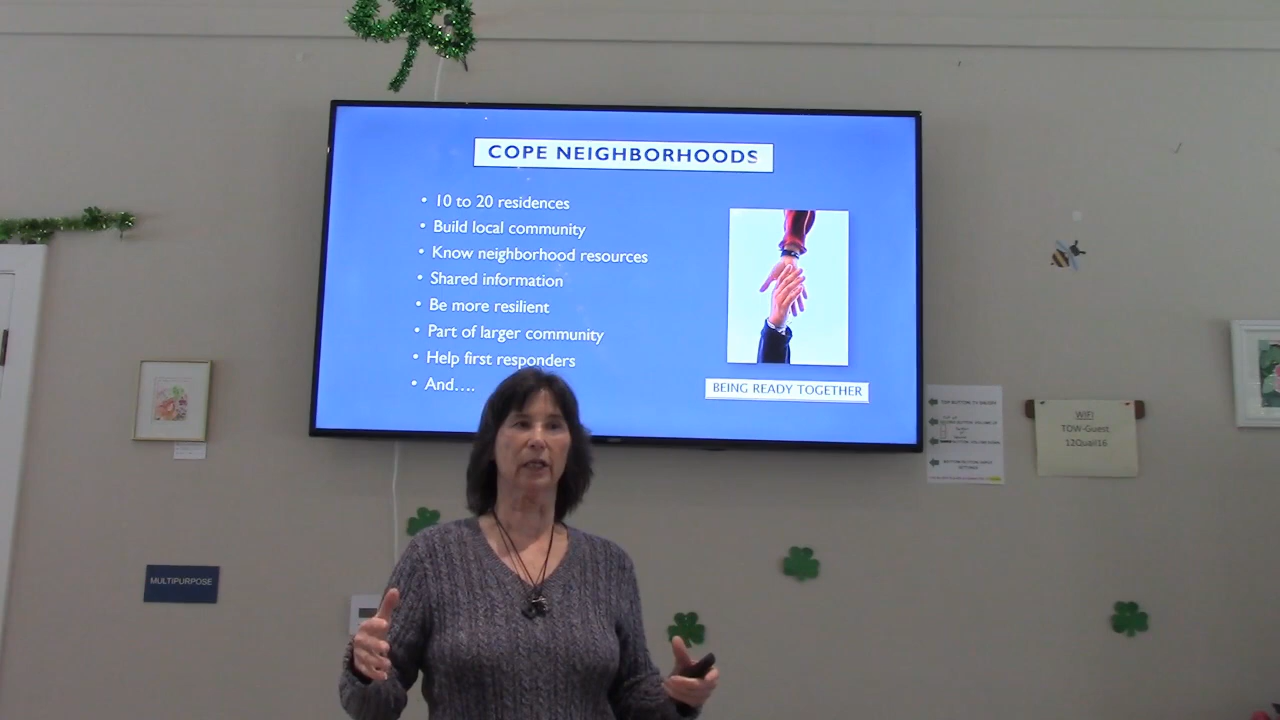 COPE NEIGHBORHOODS
• 10 to 20 residences
• Build local community
• Know neighborhood resources
• Shared information
• Be more resilient
• Part of larger community
• Help first responders
• And....
BEING READY TOGETHER
WIFI
TOW-Guest
12Quail16
MULTIPURPOSE